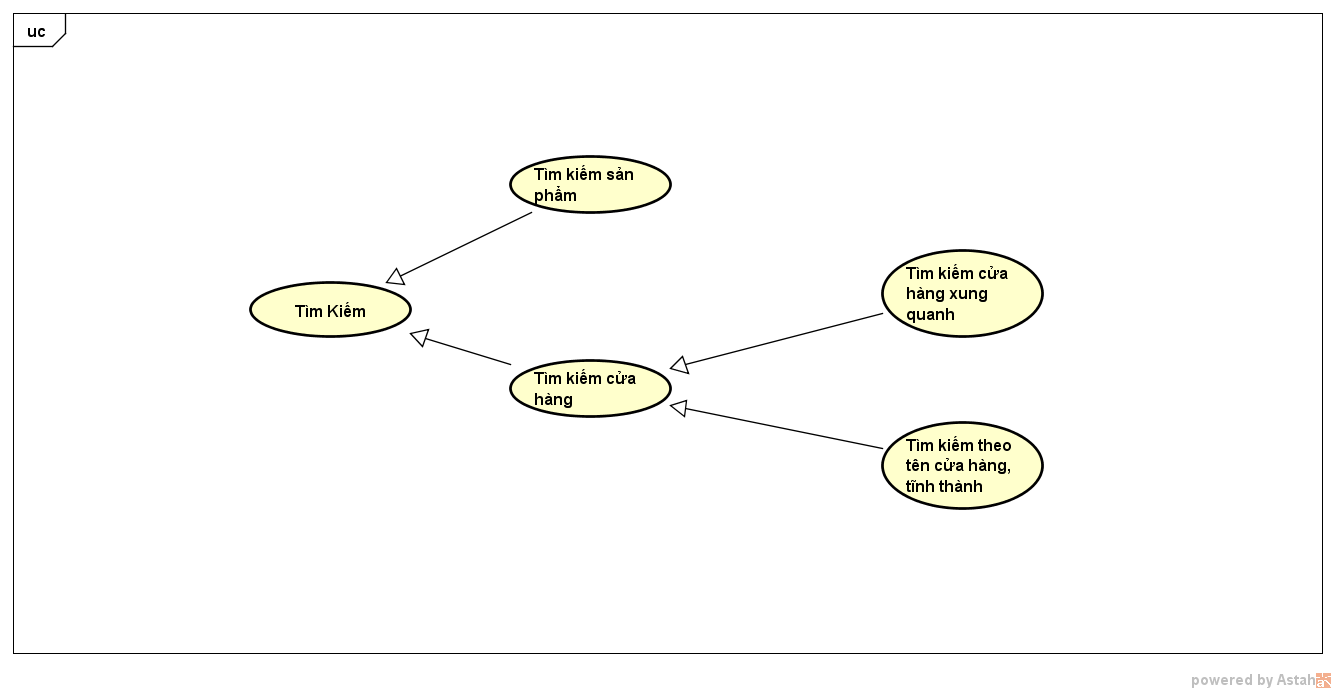 uc
Tìm kiếm sản
phẩm
Tìm kiếm cửa
hàng xung
quanh
Tìm Kiếm
Tìm kiếm cửa
hàng
Tìm kiếm theo
tên cửa hàng,
tĩnh thành
powered by Astah